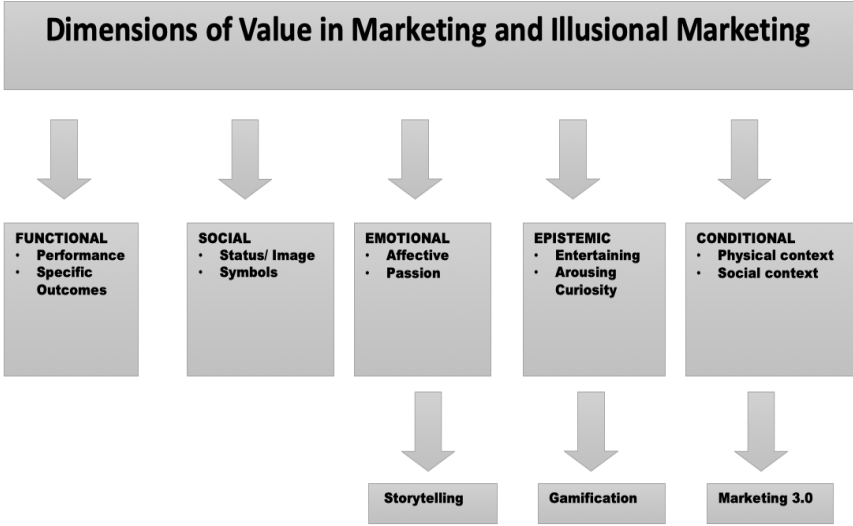 Dimensions of Value in Marketing and Illusional Marketing
FUNCTIONAL
• Performance
• Specific
Outcomes
SOCIAL
• Status/ Image
• Symbols
EMOTIONAL
• Affective
• Passion
EPISTEMIC
• Entertaining
• Arousing
Curiosity
CONDITIONAL
• Physical context
• Social context
Storytelling
Gamification
Marketing 3.0